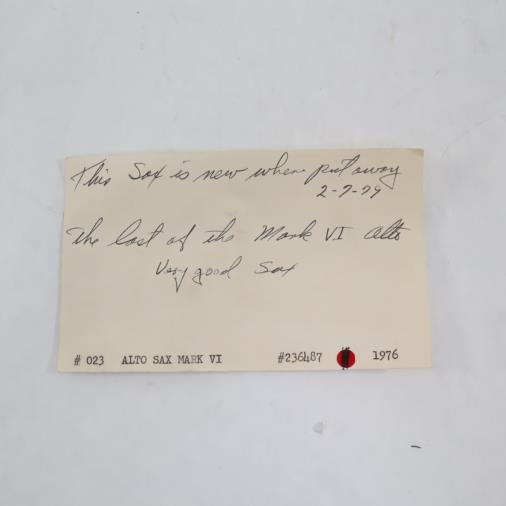 This Sax is new when put away
2-7-79
The last of the Mark VI Alto
Very good Sax
# 023 ALTO SAX MARK VI #236487 1976